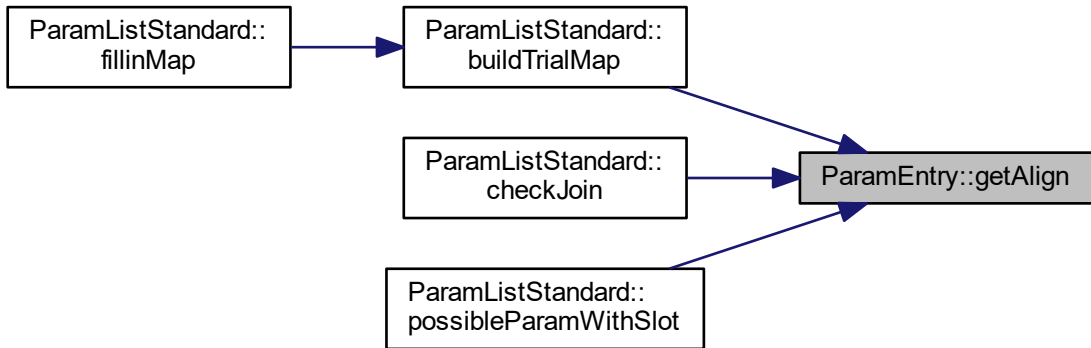 ParamListStandard::
fillinMap
ParamListStandard::
buildTrialMap
ParamListStandard::
checkJoin
ParamEntry::getAlign
ParamListStandard::
possibleParamWithSlot